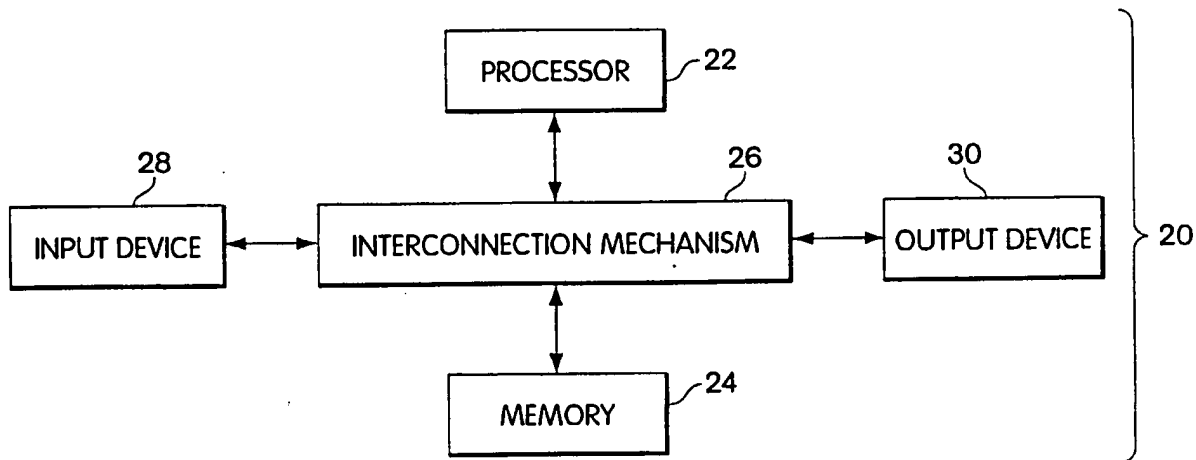 PROCESSOR
22
28
26
30
INPUT DEVICE
INTERCONNECTION MECHANISM
OUTPUT DEVICE
20
MEMORY
24